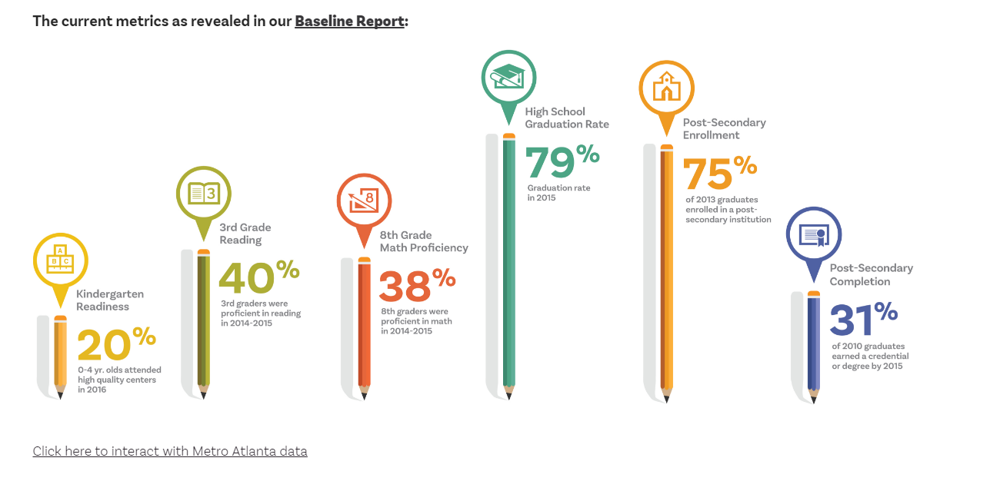 The current metrics as revealed in our Baseline Report:
A
B C
Kindergarten
Readiness
20%
0-4 yr. olds attended
high quality centers
in 2016
3
3rd Grade
Reading
40%
3rd graders were
proficient in reading
in 2014-2015
8
8th Grade
Math Proficiency
38%
8th graders were
proficient in math
in 2014-2015
High School
Graduation Rate
79%
Graduation rate
in 2015
Post-Secondary
Enrollment
75%
of 2013 graduates
enrolled in a post-
secondary institution
Post-Secondary
Completion
31%
of 2010 graduates
earned a credential
or degree by 2015
Click here to interact with Metro Atlanta data